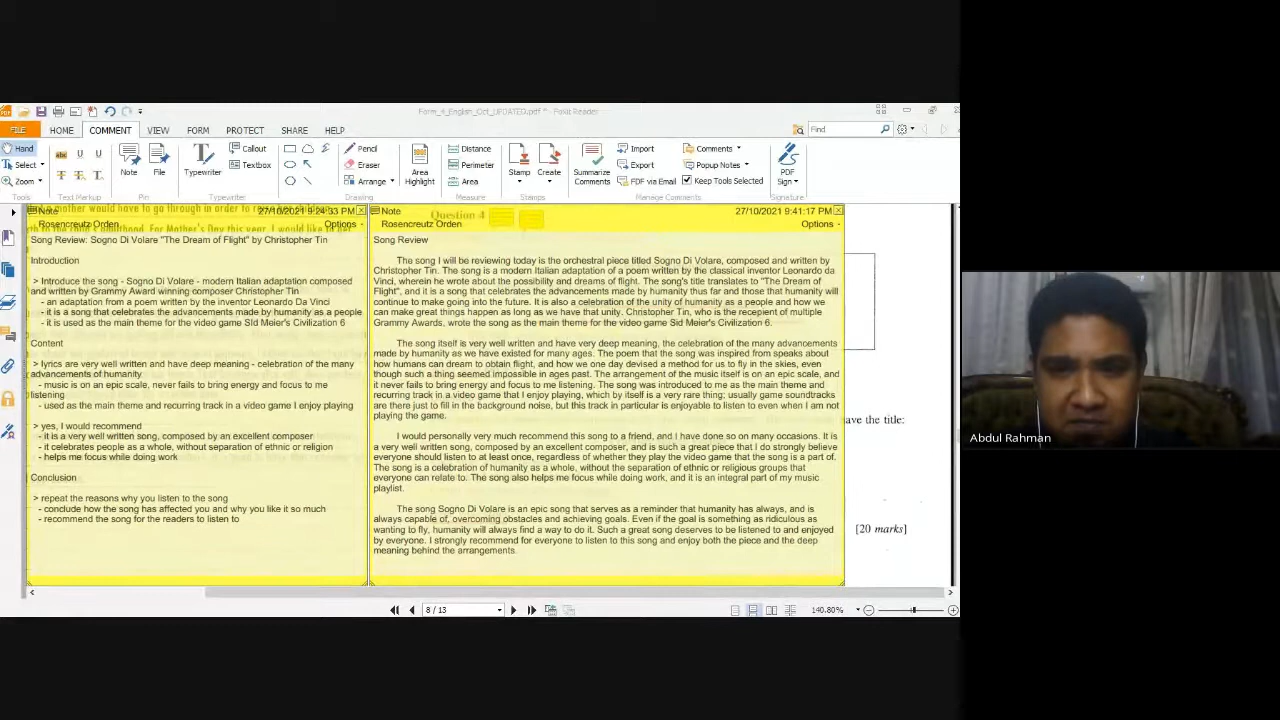 Form_4_English_Oct_UPDATED.pdf * - Foxit Reader
FILE HOME COMMENT VIEW FORM PROTECT SHARE HELP
Find
Hand
Select
Zoom
Tools
Text Markup
Note
File
Pin
Typewriter
Callout
Textbox
Typewriter
Pencil
Eraser
Arrange
Drawing
Area
Highlight
Distance
Perimeter
Area
Measure
Stamp
Create
Stamps
Summarize
Comments
Import
Export
FDF via Email
Comments
Popup Notes
Keep Tools Selected
Manage Comments
PDF
Sign
Signature
a mother would have to go through in order to raise
Note 27/10/2021 9:24:33 PM
Rosencreutz Orden Options
Song Review: Sogno Di Volare "The Dream of Flight" by Christopher Tin
Introduction
> Introduce the song - Sogno Di Volare - modern Italian adaptation composed
and written by Grammy Award winning composer Christopher Tin
- an adaptation from a poem written by the inventor Leonardo Da Vinci
- it is a song that celebrates the advancements made by humanity as a people
- it is used as the main theme for the video game SId Meier's Civilization 6
Content
> lyrics are very well written and have deep meaning - celebration of the many
advancements of humanity
- music is on an epic scale, never fails to bring energy and focus to me
listening
- used as the main theme and recurring track in a video game I enjoy playing
> yes, I would recommend
- it is a very well written song, composed by an excellent composer
- it celebrates people as a whole, without separation of ethnic or religion
- helps me focus while doing work
Conclusion
> repeat the reasons why you listen to the song
- conclude how the song has affected you and why you like it so much
- recommend the song for the readers to listen to
Question 4
Note 27/10/2021 9:41:17 PM
Rosencreutz Orden Options
Song Review
The song I will be reviewing today is the orchestral piece titled Sogno Di Volare, composed and written by
Christopher Tin. The song is a modern Italian adaptation of a poem written by the classical inventor Leonardo da
Vinci, wherein he wrote about the possibility and dreams of flight. The song's title translates to "The Dream of
Flight", and it is a song that celebrates the advancements made by humanity thus far and those that humanity will
continue to make going into the future. It is also a celebration of the unity of humanity as a people and how we
can make great things happen as long as we have that unity. Christopher Tin, who is the recepient of multiple
Grammy Awards, wrote the song as the main theme for the video game Sid Meier's Civilization 6.
The song itself is very well written and have very deep meaning, the celebration of the many advancements
made by humanity as we have existed for many ages. The poem that the song was inspired from speaks about
how humans can dream to obtain flight, and how we one day devised a method for us to fly in the skies, even
though such a thing seemed impossible in ages past. The arrangement of the music itself is on an epic scale, and
it never fails to bring energy and focus to me listening. The song was introduced to me as the main theme and
recurring track in a video game that I enjoy playing, which by itself is a very rare thing; usually game soundtracks
are there just to fill in the background noise, but this track in particular is enjoyable to listen to even when I am not
playing the game.
I would personally very much recommend this song to a friend, and I have done so on many occasions. It is
a very well written song, composed by an excellent composer, and is such a great piece that I do strongly believe
everyone should listen to at least once, regardless of whether they play the video game that the song is a part of.
The song is a celebration of humanity as a whole, without the separation of ethnic or religious groups that
everyone can relate to. The song also helps me focus while doing work, and it is an integral part of my music
playlist.
The song Sogno Di Volare is an epic song that serves as a reminder that humanity has always, and is
always capable of, overcoming obstacles and achieving goals. Even if the goal is something as ridiculous as
wanting to fly, humanity will always find a way to do it. Such a great song deserves to be listened to and enjoyed
by everyone. I strongly recommend for everyone to listen to this song and enjoy both the piece and the deep
meaning behind the arrangements.
ave the title:
[20 marks]
8 / 13
140.80%
Abdul Rahman